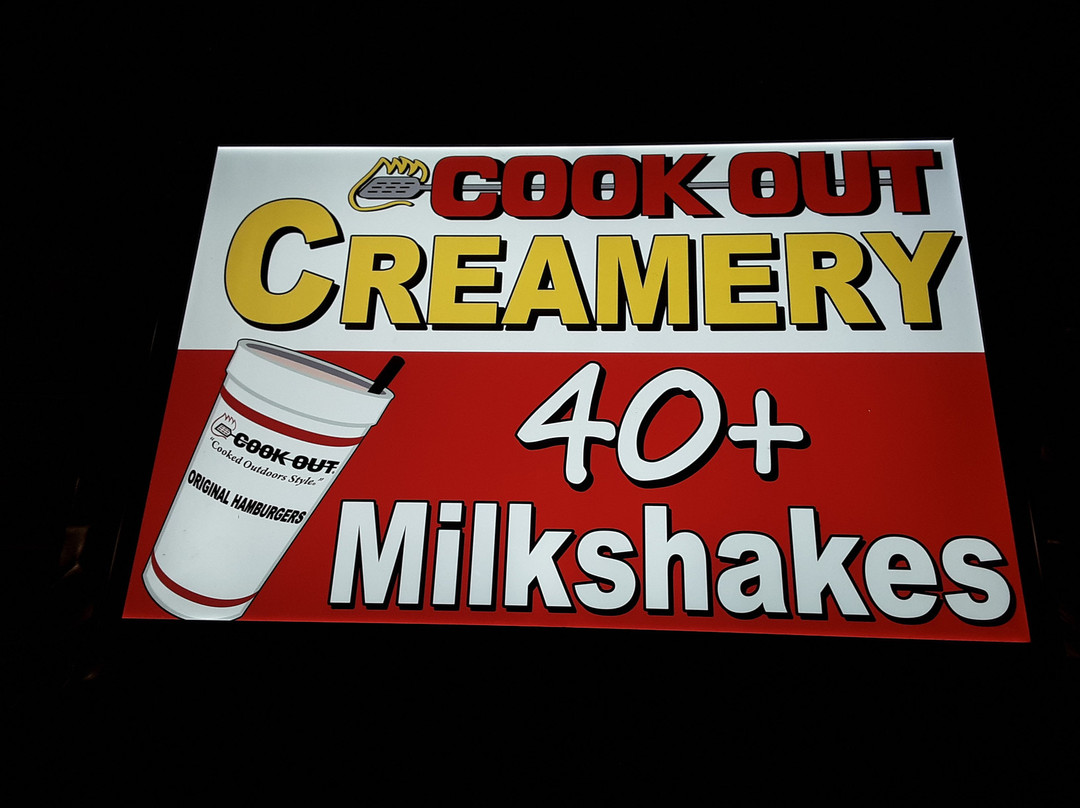 COOK OUT
CREAMERY
40+
Milkshakes
COOK OUT
"Cooked Outdoors Style."
ORIGINAL HAMBURGERS